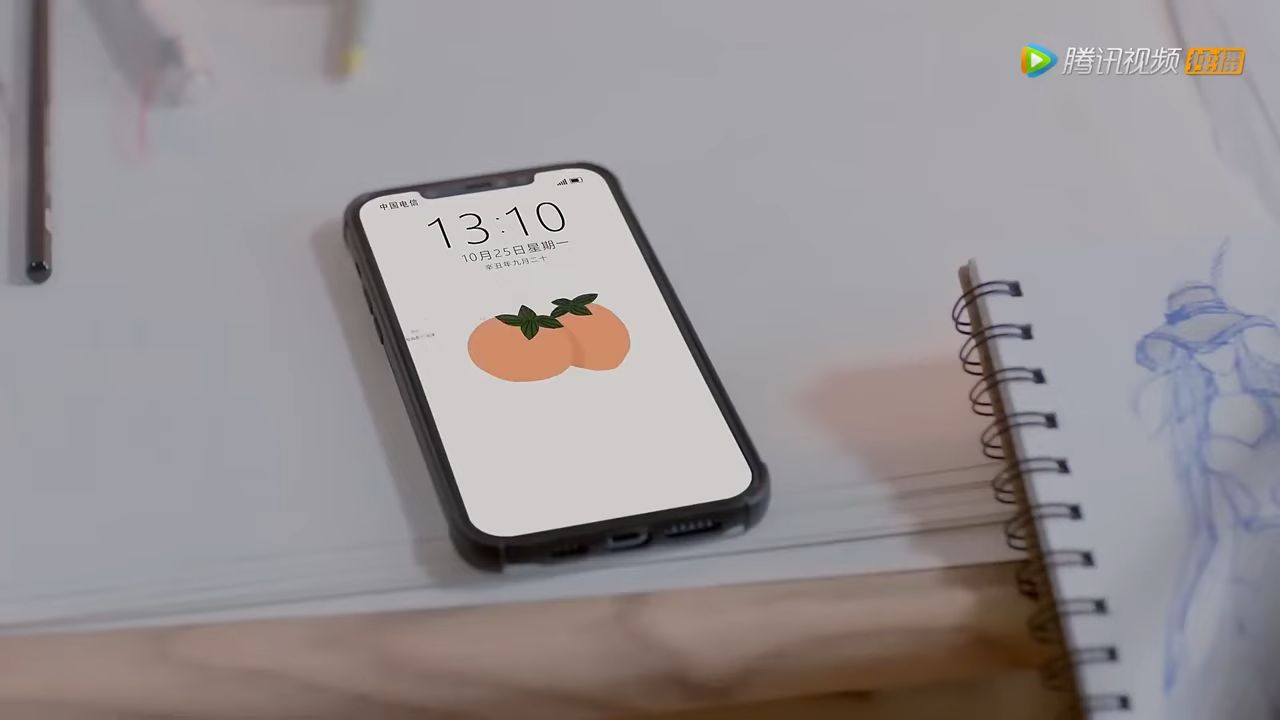 腾讯视频 独播
中国电信
13:10
10月25日星期一
辛丑年九月二十